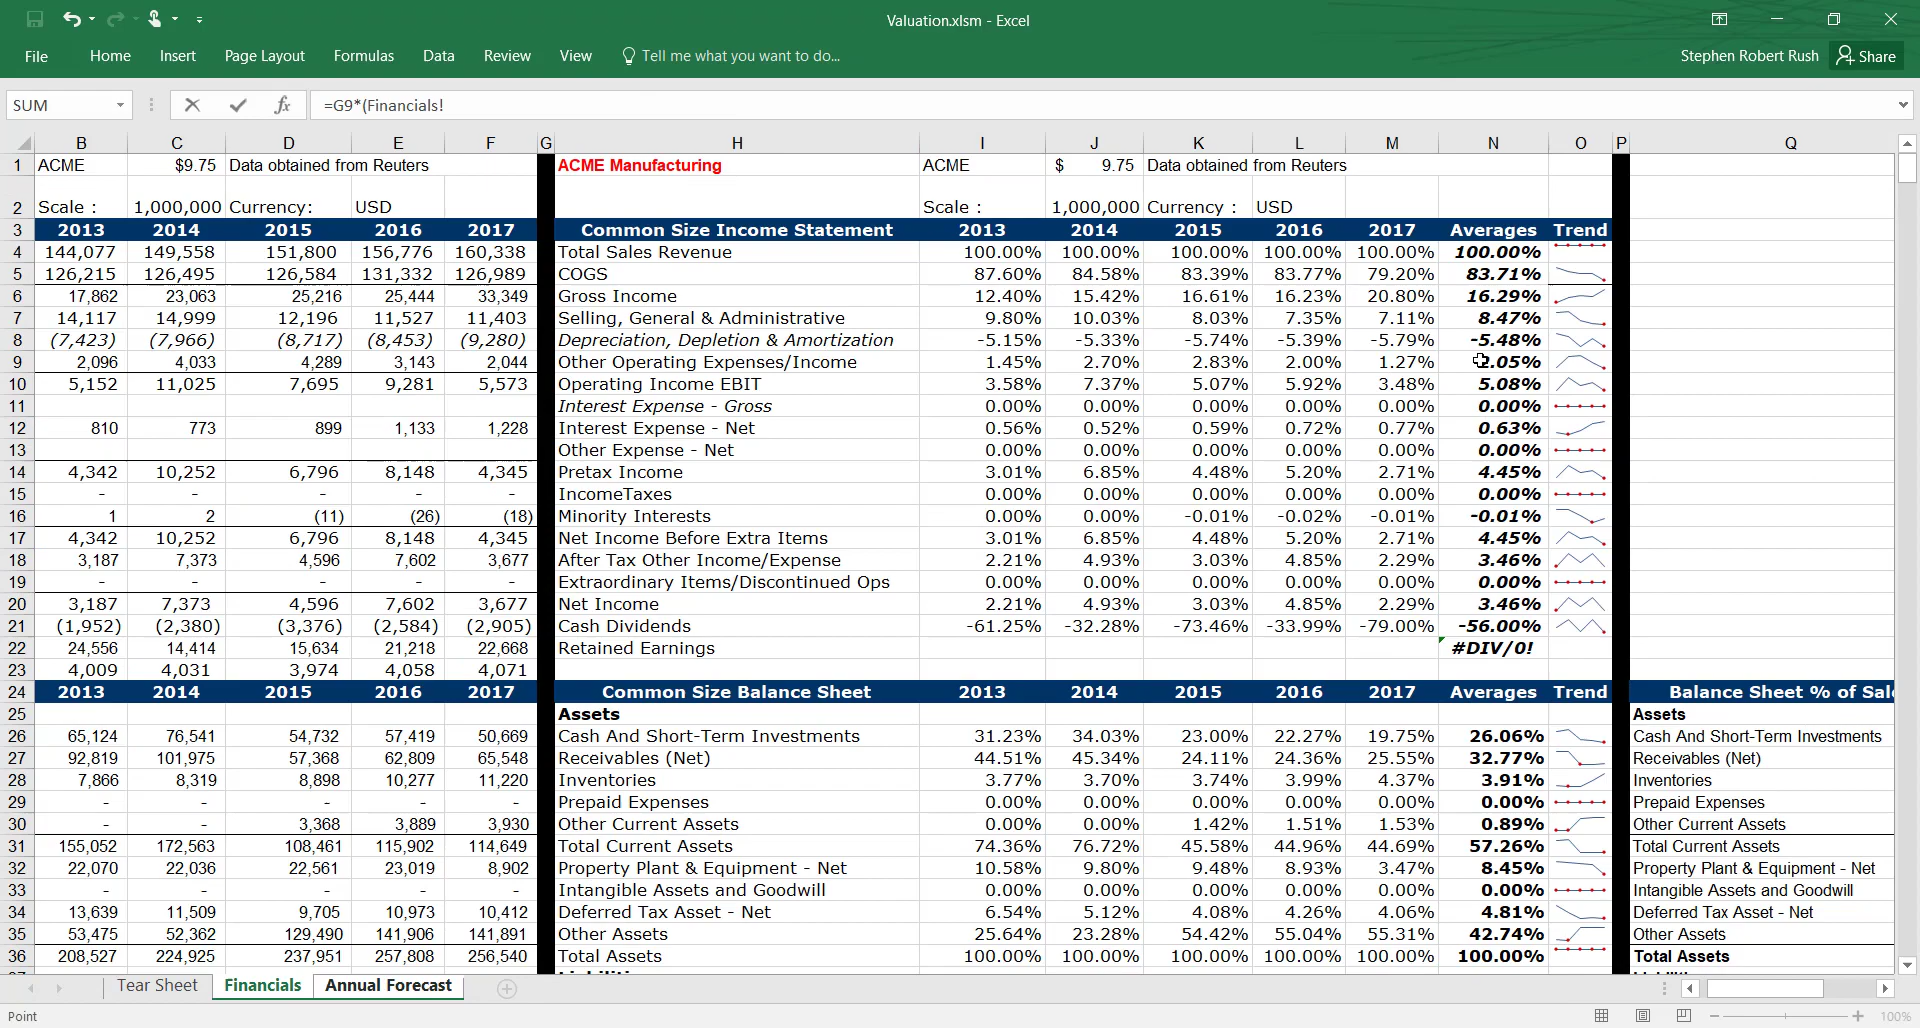 Valuation.xlsm - Excel
File Home Insert Page Layout Formulas Data Review View Tell me what you want to do... Stephen Robert Rush Share
SUM fx =G9*(Financials!
B C D E F G H I J K L M N O P Q
1 ACME $9.75 Data obtained from Reuters ACME Manufacturing ACME $ 9.75 Data obtained from Reuters
2 Scale : 1,000,000 Currency: USD Scale : 1,000,000 Currency : USD
3 2013 2014 2015 2016 2017 Common Size Income Statement 2013 2014 2015 2016 2017 Averages Trend
4 144,077 149,558 151,800 156,776 160,338 Total Sales Revenue 100.00% 100.00% 100.00% 100.00% 100.00% 100.00%
5 126,215 126,495 126,584 131,332 126,989 COGS 87.60% 84.58% 83.39% 83.77% 79.20% 83.71%
6 17,862 23,063 25,216 25,444 33,349 Gross Income 12.40% 15.42% 16.61% 16.23% 20.80% 16.29%
7 14,117 14,999 12,196 11,527 11,403 Selling, General & Administrative 9.80% 10.03% 8.03% 7.35% 7.11% 8.47%
8 (7,423) (7,966) (8,717) (8,453) (9,280) Depreciation, Depletion & Amortization -5.15% -5.33% -5.74% -5.39% -5.79% -5.48%
9 2,096 4,033 4,289 3,143 2,044 Other Operating Expenses/Income 1.45% 2.70% 2.83% 2.00% 1.27% 2.05%
10 5,152 11,025 7,695 9,281 5,573 Operating Income EBIT 3.58% 7.37% 5.07% 5.92% 3.48% 5.08%
11 Interest Expense - Gross 0.00% 0.00% 0.00% 0.00% 0.00% 0.00%
12 810 773 899 1,133 1,228 Interest Expense - Net 0.56% 0.52% 0.59% 0.72% 0.77% 0.63%
13 Other Expense - Net 0.00% 0.00% 0.00% 0.00% 0.00% 0.00%
14 4,342 10,252 6,796 8,148 4,345 Pretax Income 3.01% 6.85% 4.48% 5.20% 2.71% 4.45%
15 - - - - - IncomeTaxes 0.00% 0.00% 0.00% 0.00% 0.00% 0.00%
16 1 2 (11) (26) (18) Minority Interests 0.00% 0.00% -0.01% -0.02% -0.01% -0.01%
17 4,342 10,252 6,796 8,148 4,345 Net Income Before Extra Items 3.01% 6.85% 4.48% 5.20% 2.71% 4.45%
18 3,187 7,373 4,596 7,602 3,677 After Tax Other Income/Expense 2.21% 4.93% 3.03% 4.85% 2.29% 3.46%
19 - - - - - Extraordinary Items/Discontinued Ops 0.00% 0.00% 0.00% 0.00% 0.00% 0.00%
20 3,187 7,373 4,596 7,602 3,677 Net Income 2.21% 4.93% 3.03% 4.85% 2.29% 3.46%
21 (1,952) (2,380) (3,376) (2,584) (2,905) Cash Dividends -61.25% -32.28% -73.46% -33.99% -79.00% -56.00%
22 24,556 14,414 15,634 21,218 22,668 Retained Earnings #DIV/0!
23 4,009 4,031 3,974 4,058 4,071
24 2013 2014 2015 2016 2017 Common Size Balance Sheet 2013 2014 2015 2016 2017 Averages Trend Balance Sheet % of Sal
25 Assets Assets
26 65,124 76,541 54,732 57,419 50,669 Cash And Short-Term Investments 31.23% 34.03% 23.00% 22.27% 19.75% 26.06% Cash And Short-Term Investments
27 92,819 101,975 57,368 62,809 65,548 Receivables (Net) 44.51% 45.34% 24.11% 24.36% 25.55% 32.77% Receivables (Net)
28 7,866 8,319 8,898 10,277 11,220 Inventories 3.77% 3.70% 3.74% 3.99% 4.37% 3.91% Inventories
29 - - - - - Prepaid Expenses 0.00% 0.00% 0.00% 0.00% 0.00% 0.00% Prepaid Expenses
30 - - 3,368 3,889 3,930 Other Current Assets 0.00% 0.00% 1.42% 1.51% 1.53% 0.89% Other Current Assets
31 155,052 172,563 108,461 115,902 114,649 Total Current Assets 74.36% 76.72% 45.58% 44.96% 44.69% 57.26% Total Current Assets
32 22,070 22,036 22,561 23,019 8,902 Property Plant & Equipment - Net 10.58% 9.80% 9.48% 8.93% 3.47% 8.45% Property Plant & Equipment - Net
33 - - - - - Intangible Assets and Goodwill 0.00% 0.00% 0.00% 0.00% 0.00% 0.00% Intangible Assets and Goodwill
34 13,639 11,509 9,705 10,973 10,412 Deferred Tax Asset - Net 6.54% 5.12% 4.08% 4.26% 4.06% 4.81% Deferred Tax Asset - Net
35 53,475 52,362 129,490 141,906 141,891 Other Assets 25.64% 23.28% 54.42% 55.04% 55.31% 42.74% Other Assets
36 208,527 224,925 237,951 257,808 256,540 Total Assets 100.00% 100.00% 100.00% 100.00% 100.00% 100.00% Total Assets
Tear Sheet Financials Annual Forecast
Point 100%